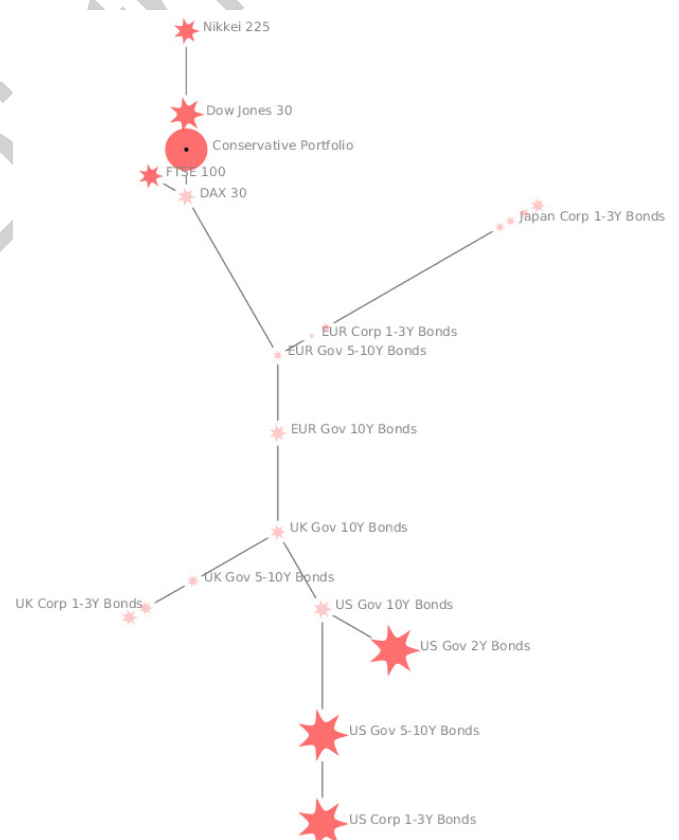 Nikkei 225
Dow Jones 30
Conservative Portfolio
FTSE 100
DAX 30
Japan Corp 1-3Y Bonds
EUR Corp 1-3Y Bonds
EUR Gov 5-10Y Bonds
EUR Gov 10Y Bonds
UK Gov 10Y Bonds
UK Gov 5-10Y Bonds
UK Corp 1-3Y Bonds
US Gov 10Y Bonds
US Gov 2Y Bonds
US Gov 5-10Y Bonds
US Corp 1-3Y Bonds